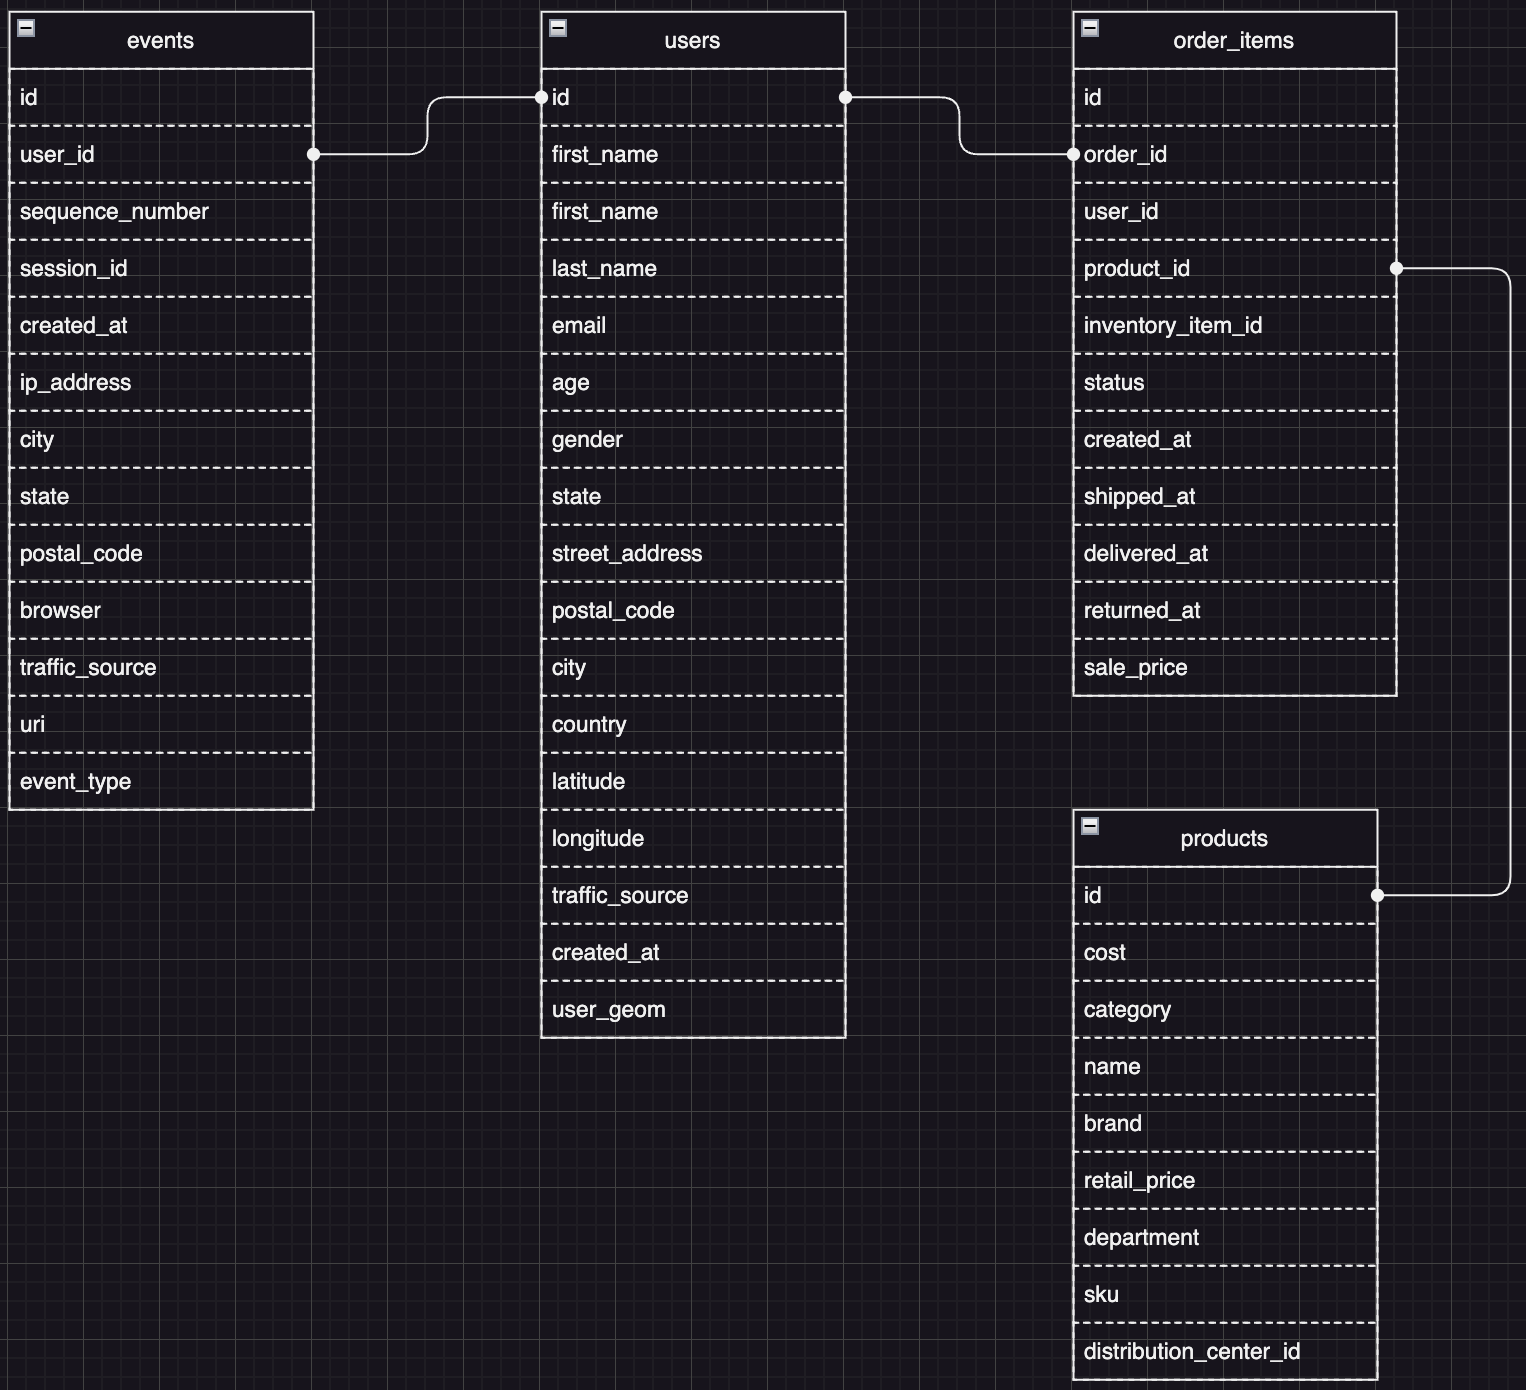 events
id
user_id
sequence_number
session_id
created_at
ip_address
city
state
postal_code
browser
traffic_source
uri
event_type
users
id
first_name
first_name
last_name
email
age
gender
state
street_address
postal_code
city
country
latitude
longitude
traffic_source
created_at
user_geom
order_items
id
order_id
user_id
product_id
inventory_item_id
status
created_at
shipped_at
delivered_at
returned_at
sale_price
products
id
cost
category
name
brand
retail_price
department
sku
distribution_center_id